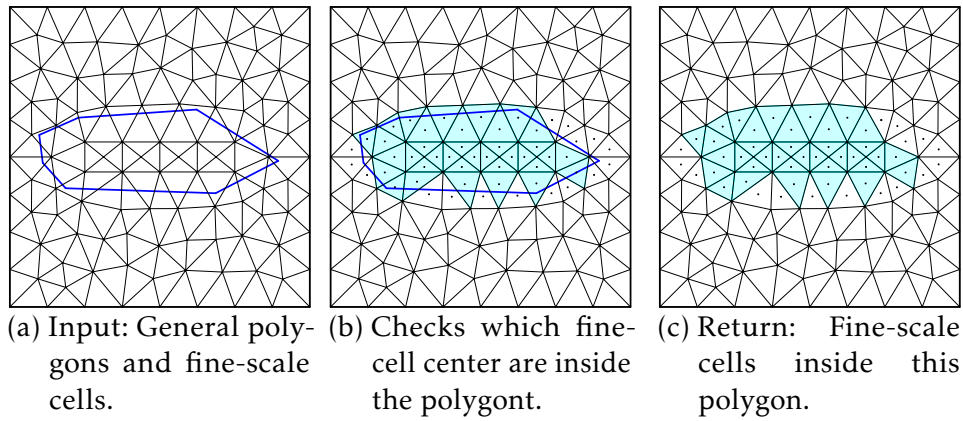 (a) Input: General poly-
gons and fine-scale
cells.
(b) Checks which fine-
cell center are inside
the polygont.
(c) Return: Fine-scale
cells inside this
polygon.